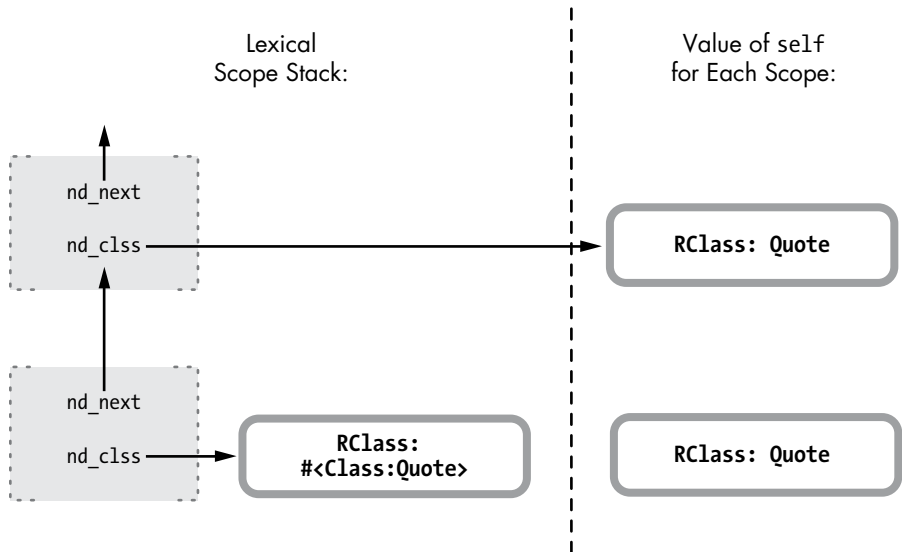 Lexical
Scope Stack:
Value of self
for Each Scope:
nd_next
nd_clss
RClass: Quote
nd_next
nd_clss
RClass:
#<Class:Quote>
RClass: Quote